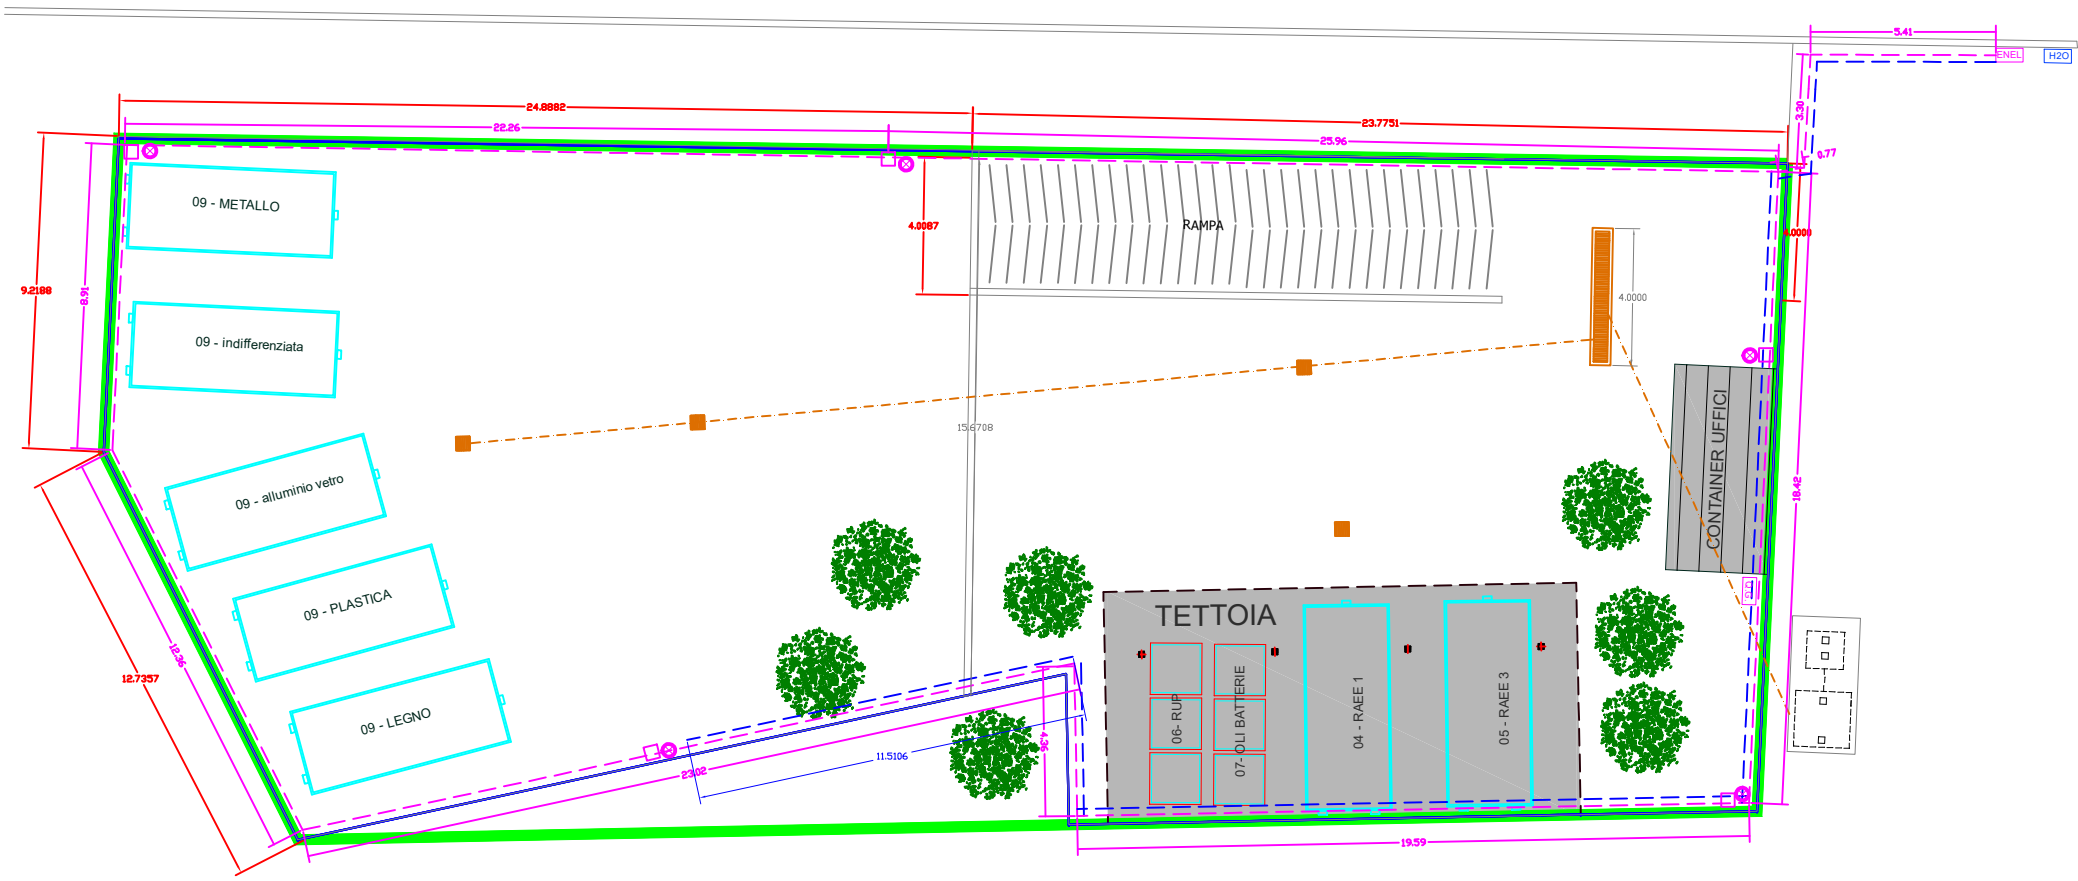 5.41
ENEL
H2O
24.8882
3.30
22.26
23.7751
25.96
0.77
09 - METALLO
4.0087
RAMPA
9.2188
8.91
4.0000
09 - indifferenziata
15.6708
CONTAINER UFFICI
18.42
09 - alluminio vetro
Q.G.
09 - PLASTICA
TETTOIA
12.36
12.7357
09 - LEGNO
06- RUP
07- OLI BATTERIE
04 - RAEE 1
05 - RAEE 3
4.36
11.5106
23.02
19.59